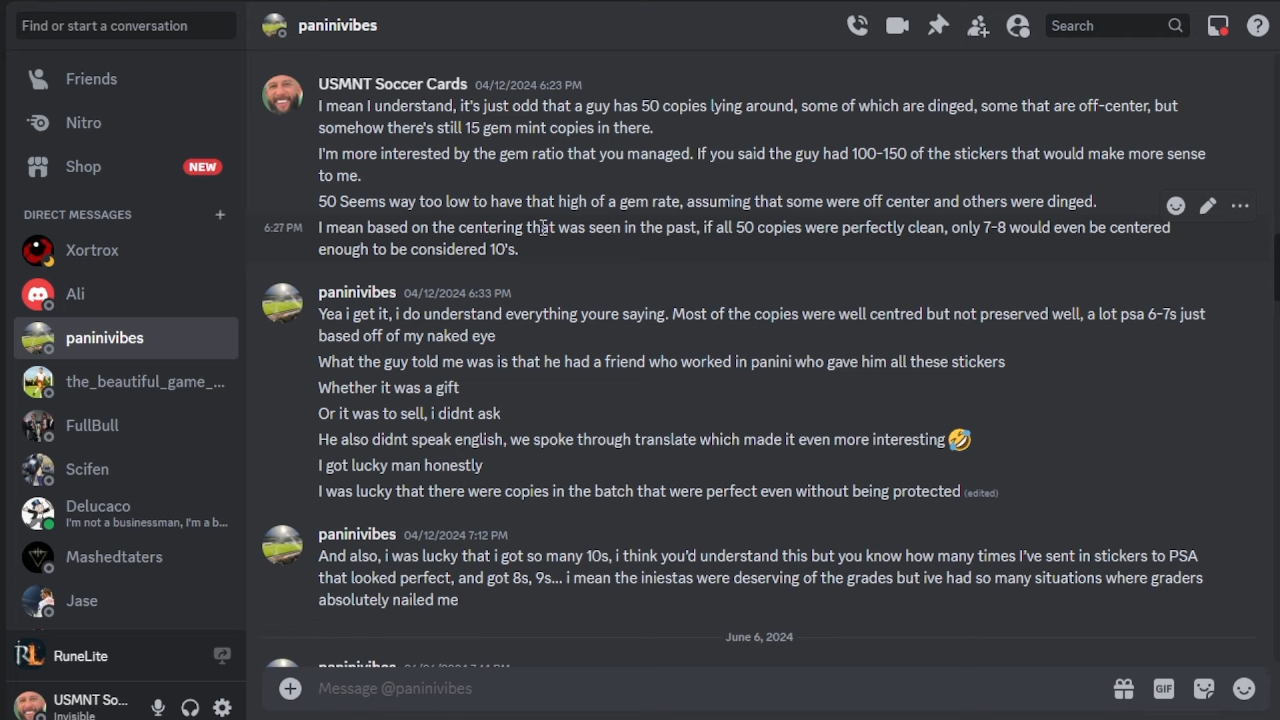 Find or start a conversation
Friends
Nitro
Shop
NEW
DIRECT MESSAGES
Xortrox
Ali
paninivibes
the_beautiful_game_...
FullBull
Scifen
Delucaco
I'm not a businessman, I'm a b...
Mashedtaters
Jase
RL
RuneLite
USMNT So...
Invisible
paninivibes
Search
USMNT Soccer Cards 04/12/2024 6:23 PM
I mean I understand, it's just odd that a guy has 50 copies lying around, some of which are dinged, some that are off-center, but
somehow there's still 15 gem mint copies in there.
I'm more interested by the gem ratio that you managed. If you said the guy had 100-150 of the stickers that would make more sense
to me.
50 Seems way too low to have that high of a gem rate, assuming that some were off center and others were dinged.
6:27 PM I mean based on the centering that was seen in the past, if all 50 copies were perfectly clean, only 7-8 would even be centered
enough to be considered 10's.
paninivibes 04/12/2024 6:33 PM
Yea i get it, i do understand everything youre saying. Most of the copies were well centred but not preserved well, a lot psa 6-7s just
based off of my naked eye
What the guy told me was is that he had a friend who worked in panini who gave him all these stickers
Whether it was a gift
Or it was to sell, i didnt ask
He also didnt speak english, we spoke through translate which made it even more interesting 🤣
I got lucky man honestly
I was lucky that there were copies in the batch that were perfect even without being protected (edited)
paninivibes 04/12/2024 7:12 PM
And also, i was lucky that i got so many 10s, i think you'd understand this but you know how many times I've sent in stickers to PSA
that looked perfect, and got 8s, 9s... i mean the iniestas were deserving of the grades but ive had so many situations where graders
absolutely nailed me
June 6, 2024
paninivibes
Message @paninivibes
GIF